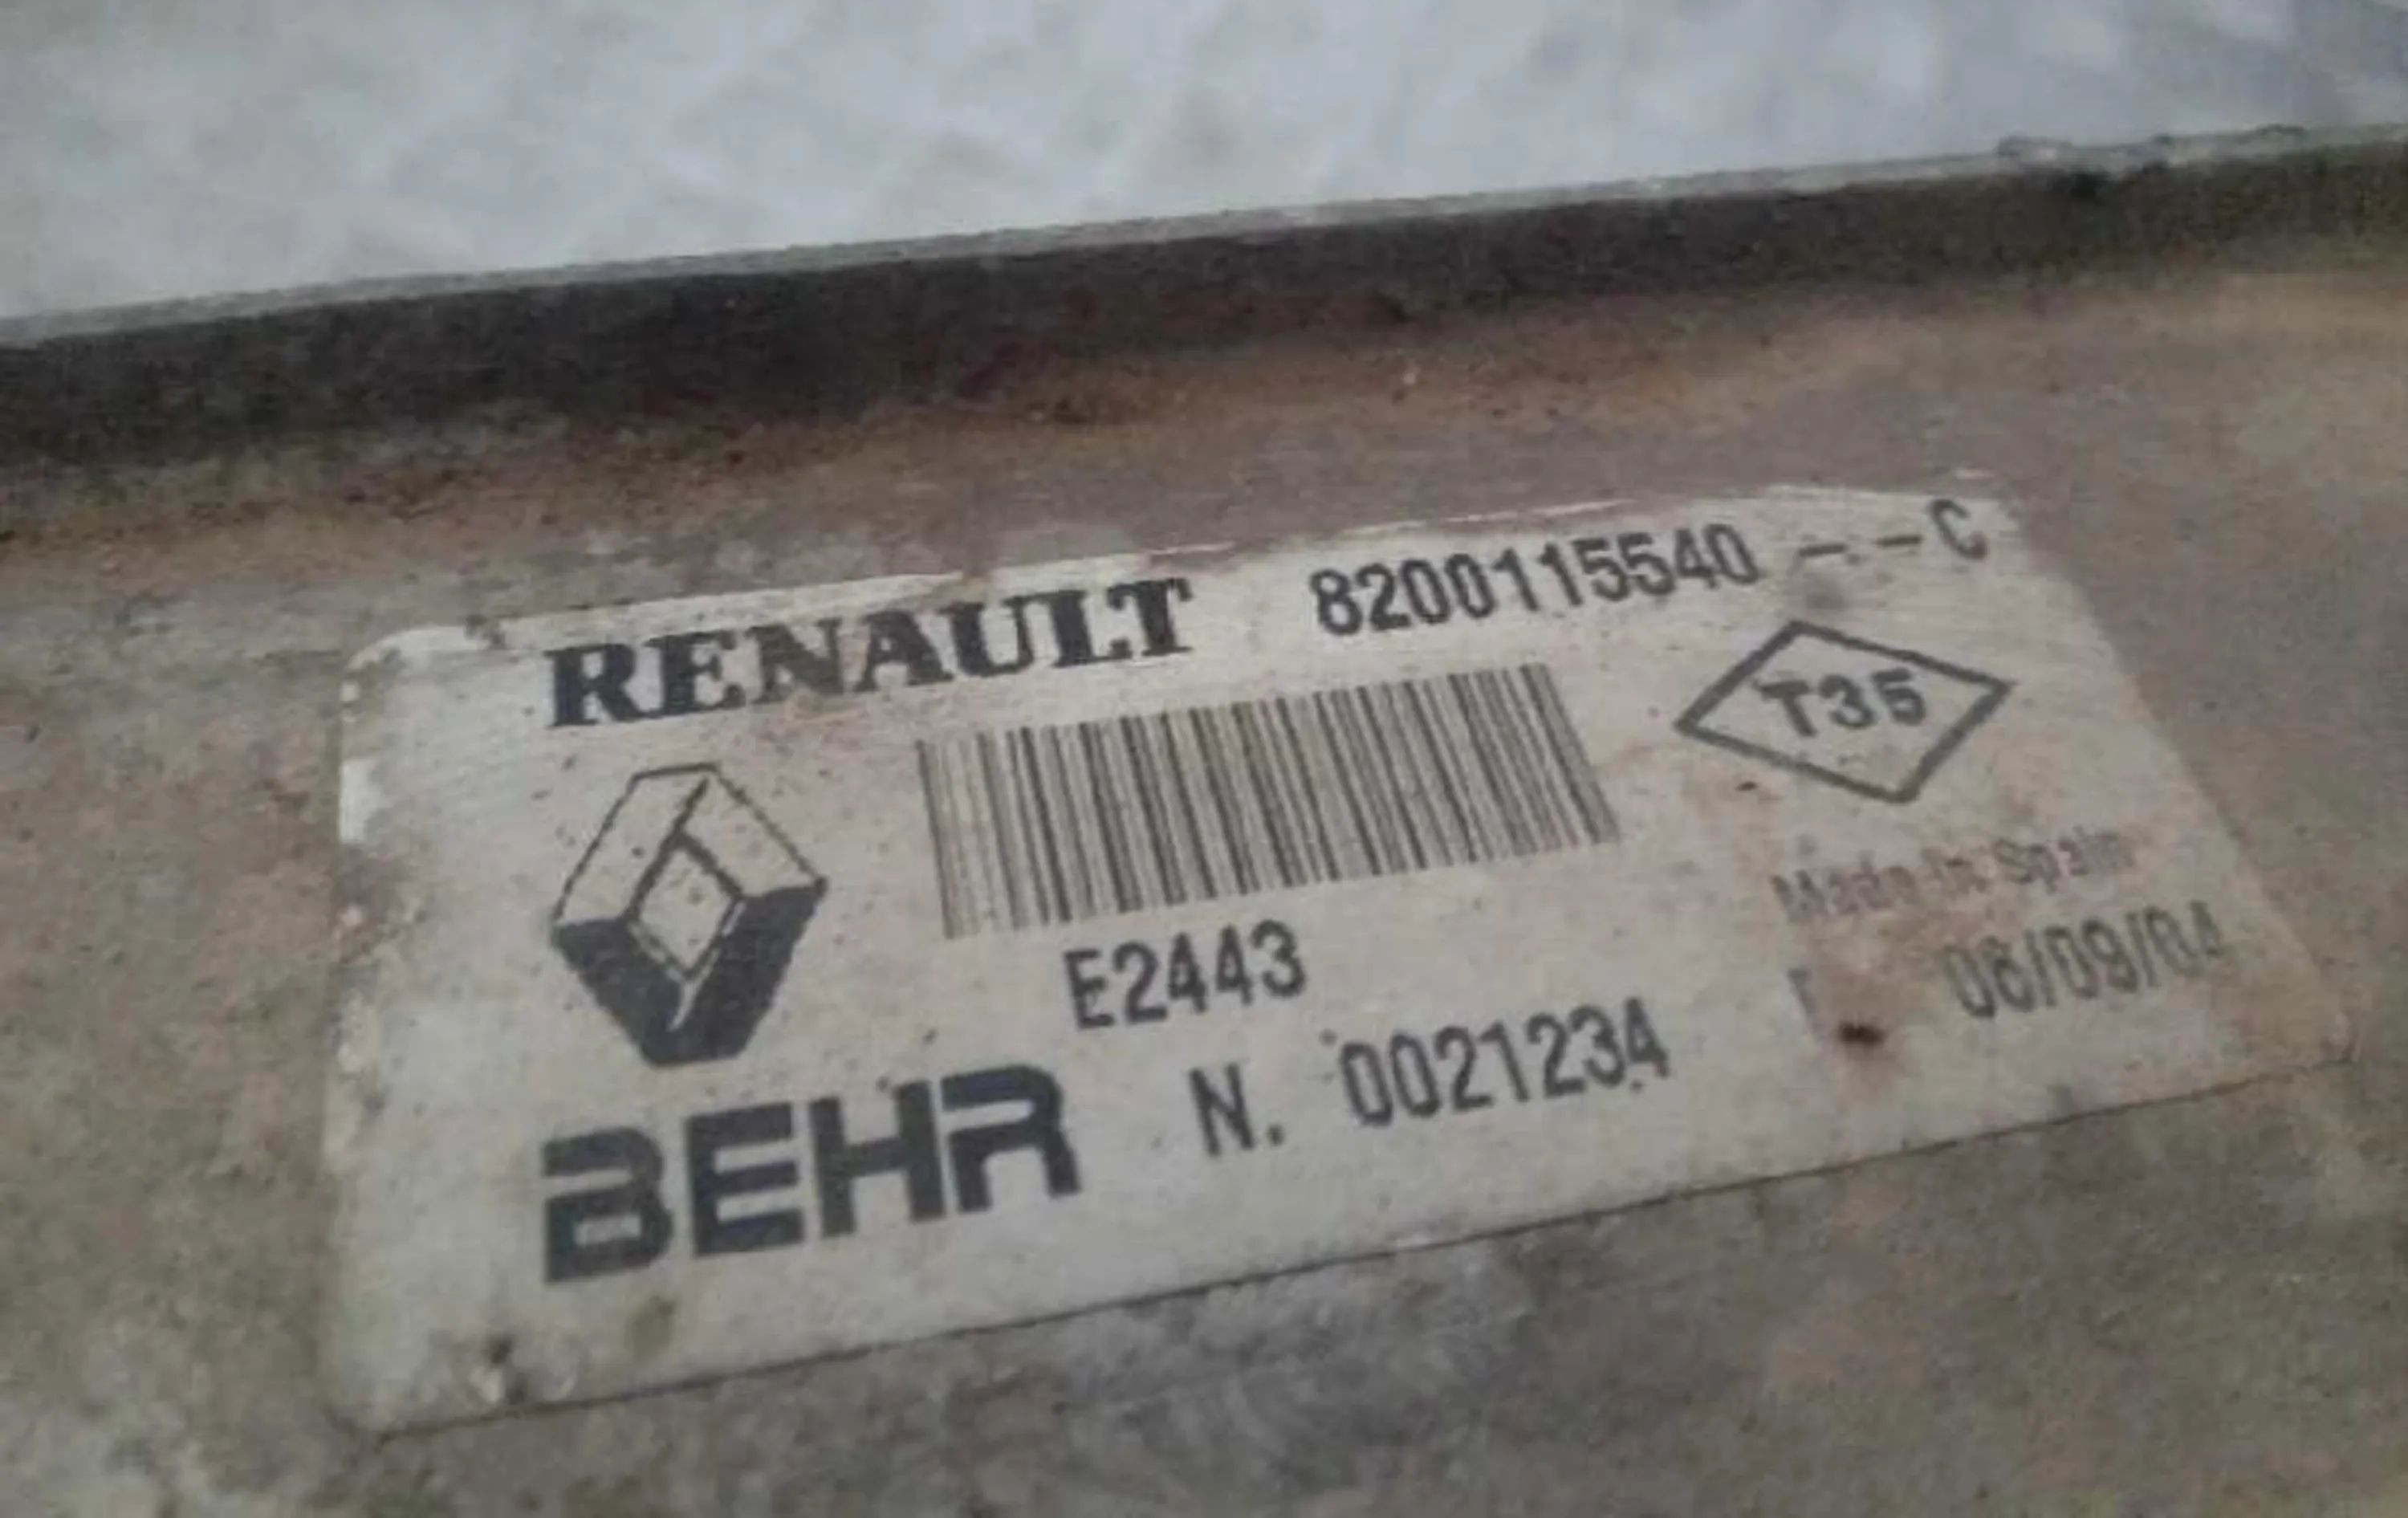 RENAULT 8200115540 --C
T35
E2443
Made in Spain
06/09/04
BEHR N. 0021234